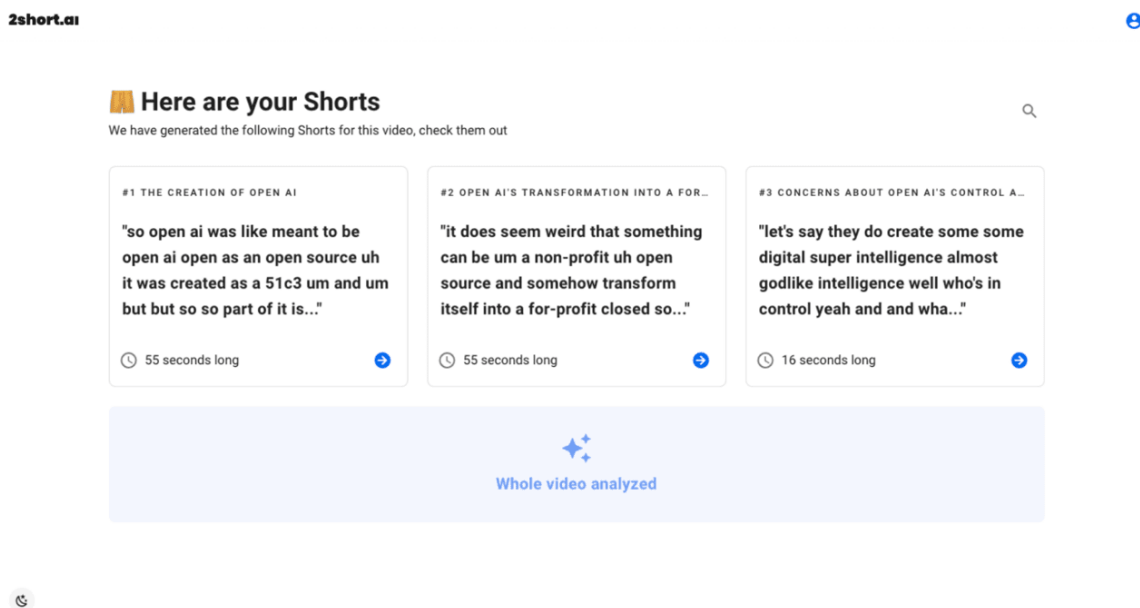 2short.ai
Here are your Shorts
We have generated the following Shorts for this video, check them out
#1 THE CREATION OF OPEN AI
"so open ai was like meant to be
open ai open as an open source uh
it was created as a 51c3 um and um
but but so so part of it is..."
55 seconds long
#2 OPEN AI'S TRANSFORMATION INTO A FOR...
"it does seem weird that something
can be um a non-profit uh open
source and somehow transform
itself into a for-profit closed so..."
55 seconds long
#3 CONCERNS ABOUT OPEN AI'S CONTROL A...
"let's say they do create some some
digital super intelligence almost
godlike intelligence well who's in
control yeah and and wha..."
16 seconds long
Whole video analyzed